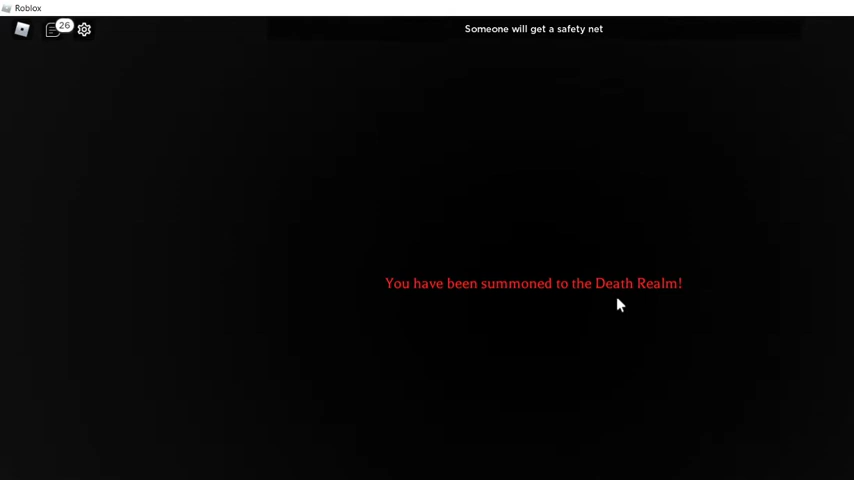 Roblox
26
Someone will get a safety net
You have been summoned to the Death Realm!